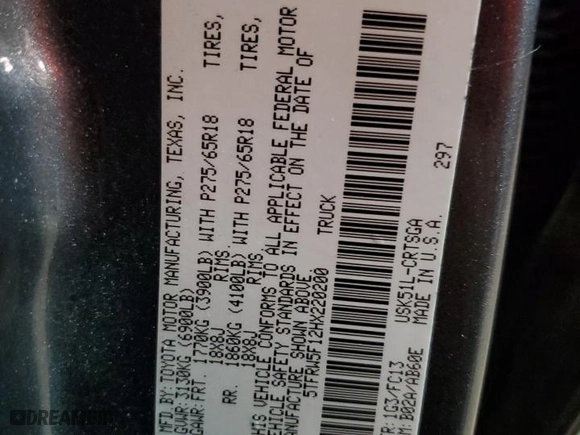 MFD.BY: TOYOTA MOTOR MANUFACTURING, TEXAS, INC.
GVWR: 3130KG (6900LB)
GAWR: FRT. 1770KG (3900LB) WITH P275/65R18 TIRES,
18X8J RIMS.
RR. 1860KG (4100LB) WITH P275/65R18 TIRES,
18X8J RIMS
THIS VEHICLE CONFORMS TO ALL APPLICABLE FEDERAL MOTOR
VEHICLE SAFETY STANDARDS IN EFFECT ON THE DATE OF
MANUFACTURE SHOWN ABOVE.
5TFRW5F12HX220200 TRUCK
TR: 1G3/FC13 USK51L-CRTSGA 297
M: B02A/AB60E MADE IN U.S.A.